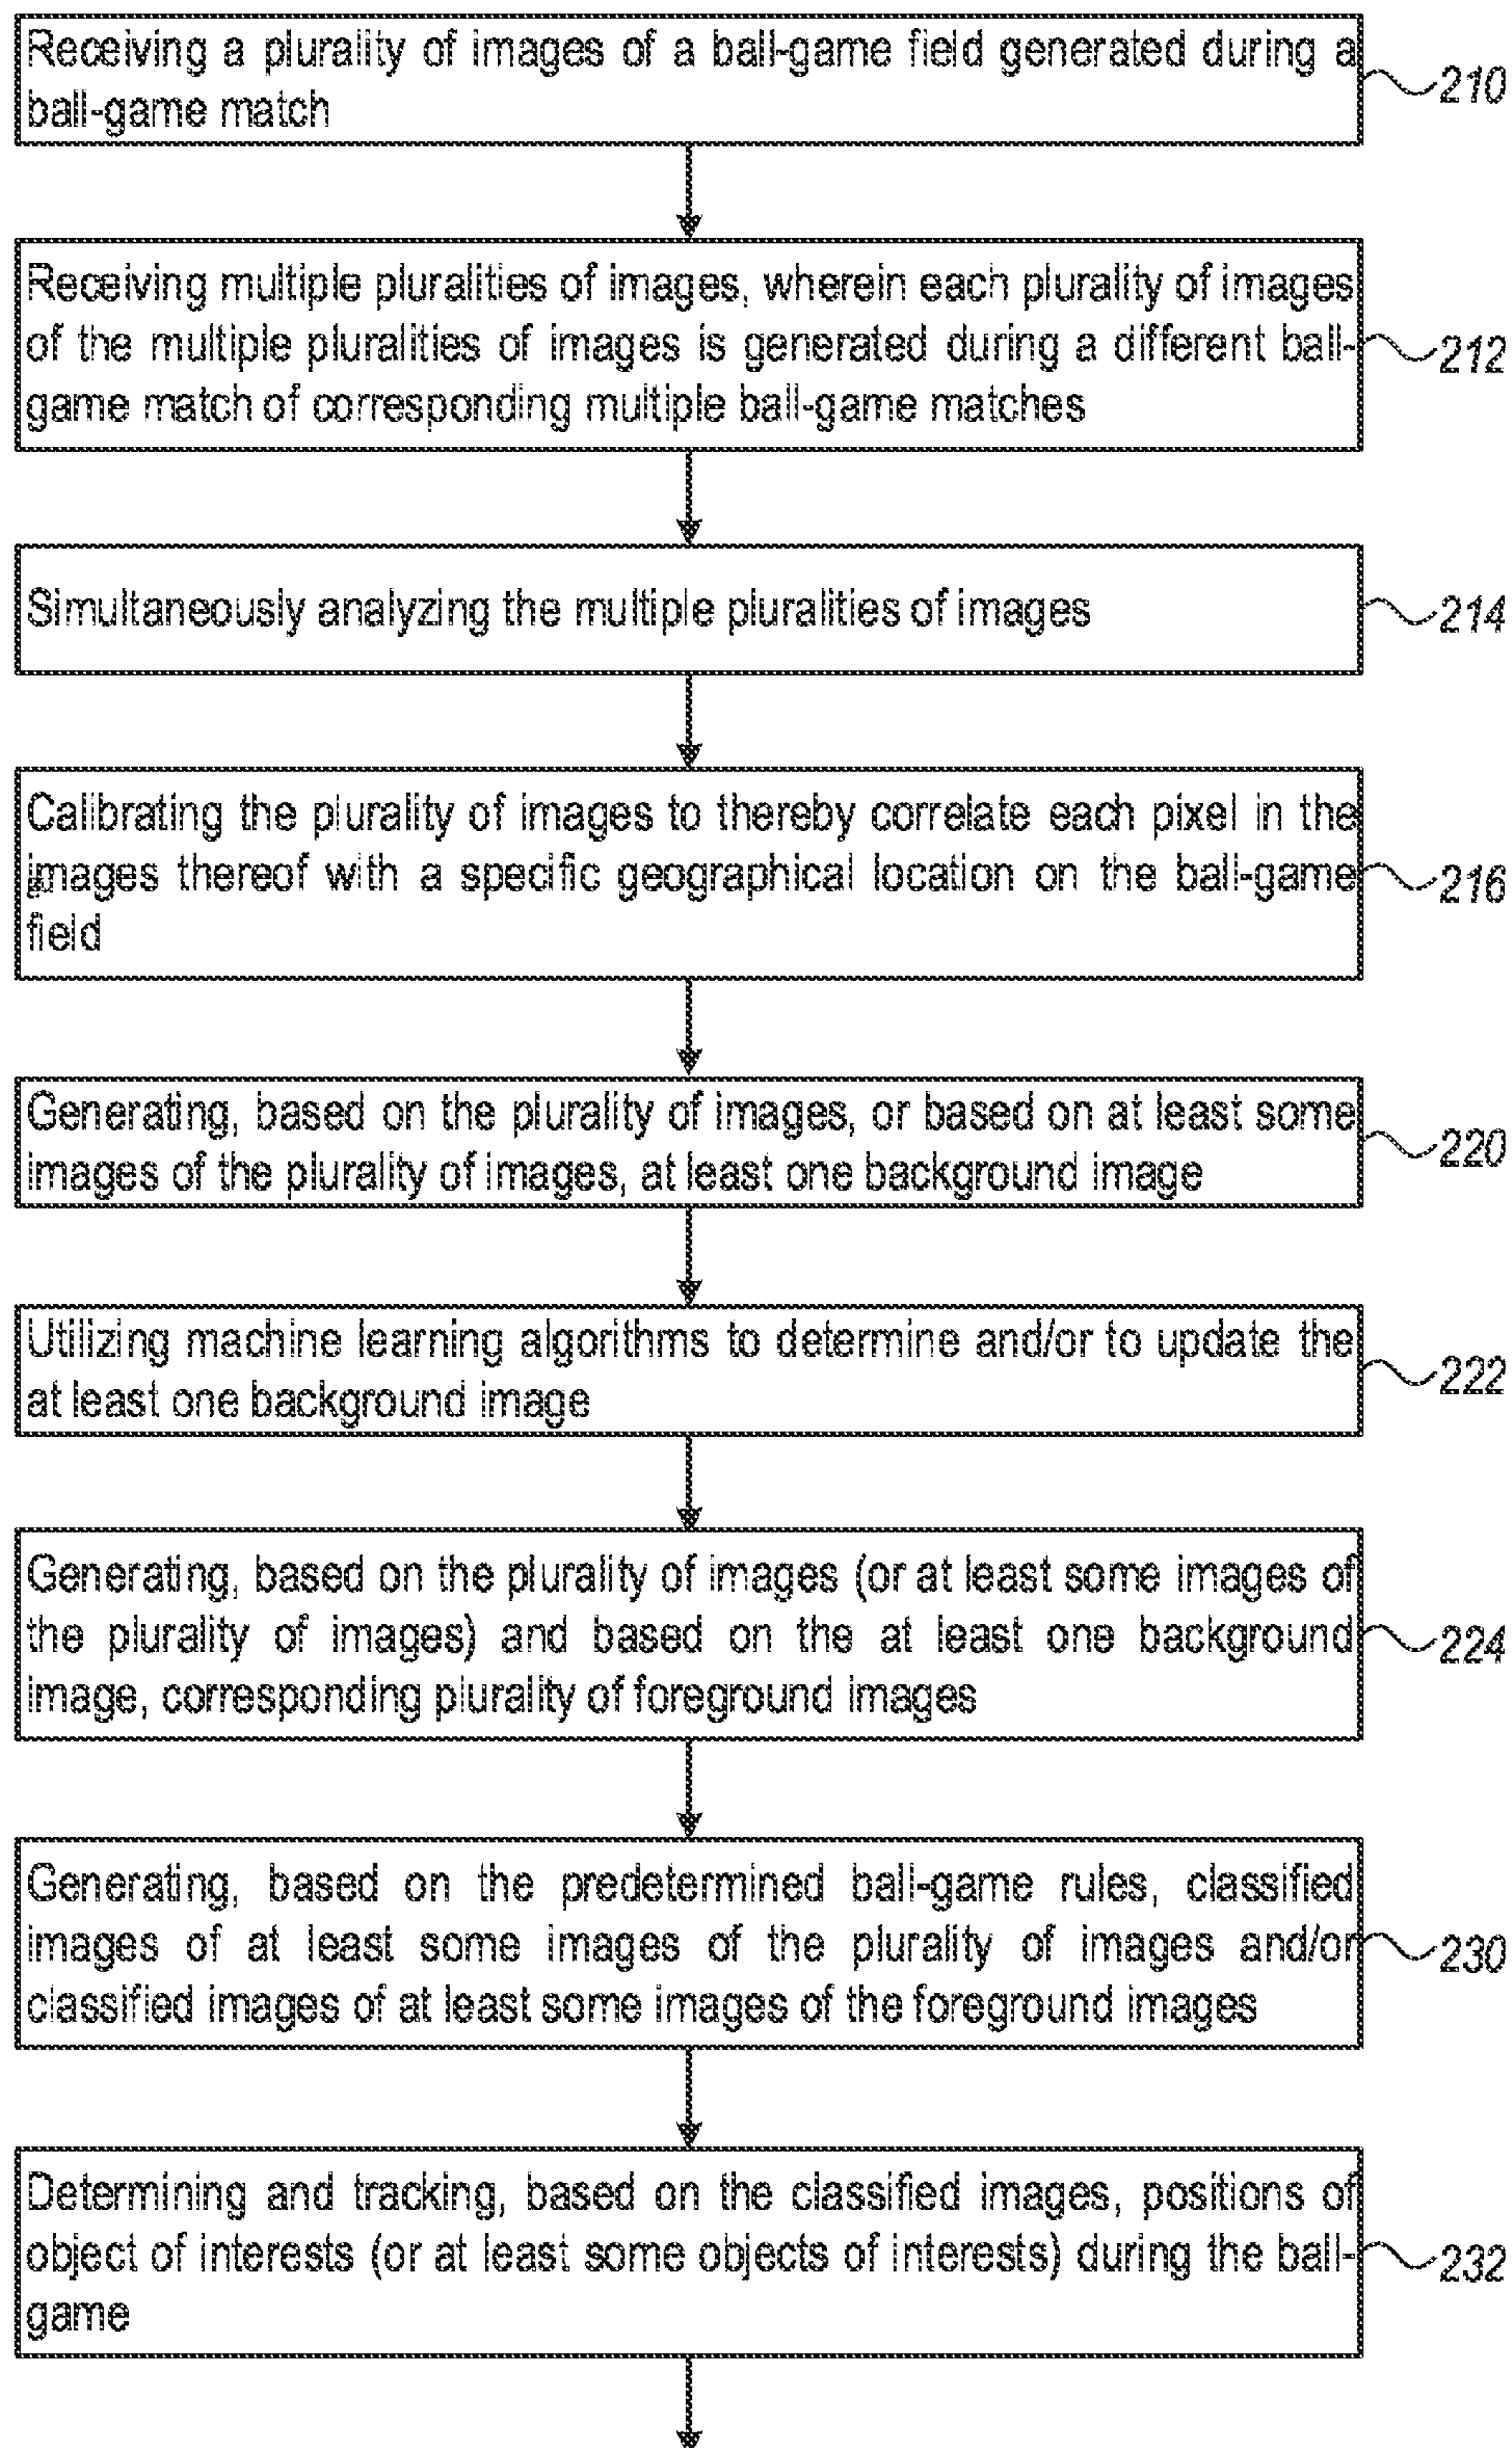 Receiving a plurality of images of a ball-game field generated during a
ball-game match
210
Receiving multiple pluralities of images, wherein each plurality of images
of the multiple pluralities of images is generated during a different ball-
game match of corresponding multiple ball-game matches
212
Simultaneously analyzing the multiple pluralities of images
214
Calibrating the plurality of images to thereby correlate each pixel in the
images thereof with a specific geographical location on the ball-game
field
216
Generating, based on the plurality of images, or based on at least some
images of the plurality of images, at least one background image
220
Utilizing machine learning algorithms to determine and/or to update the
at least one background image
222
Generating, based on the plurality of images (or at least some images of
the plurality of images) and based on the at least one background
image, corresponding plurality of foreground images
224
Generating, based on the predetermined ball-game rules, classified
images of at least some images of the plurality of images and/or
classified images of at least some images of the foreground images
230
Determining and tracking, based on the classified images, positions of
object of interests (or at least some objects of interests) during the ball-
game
232